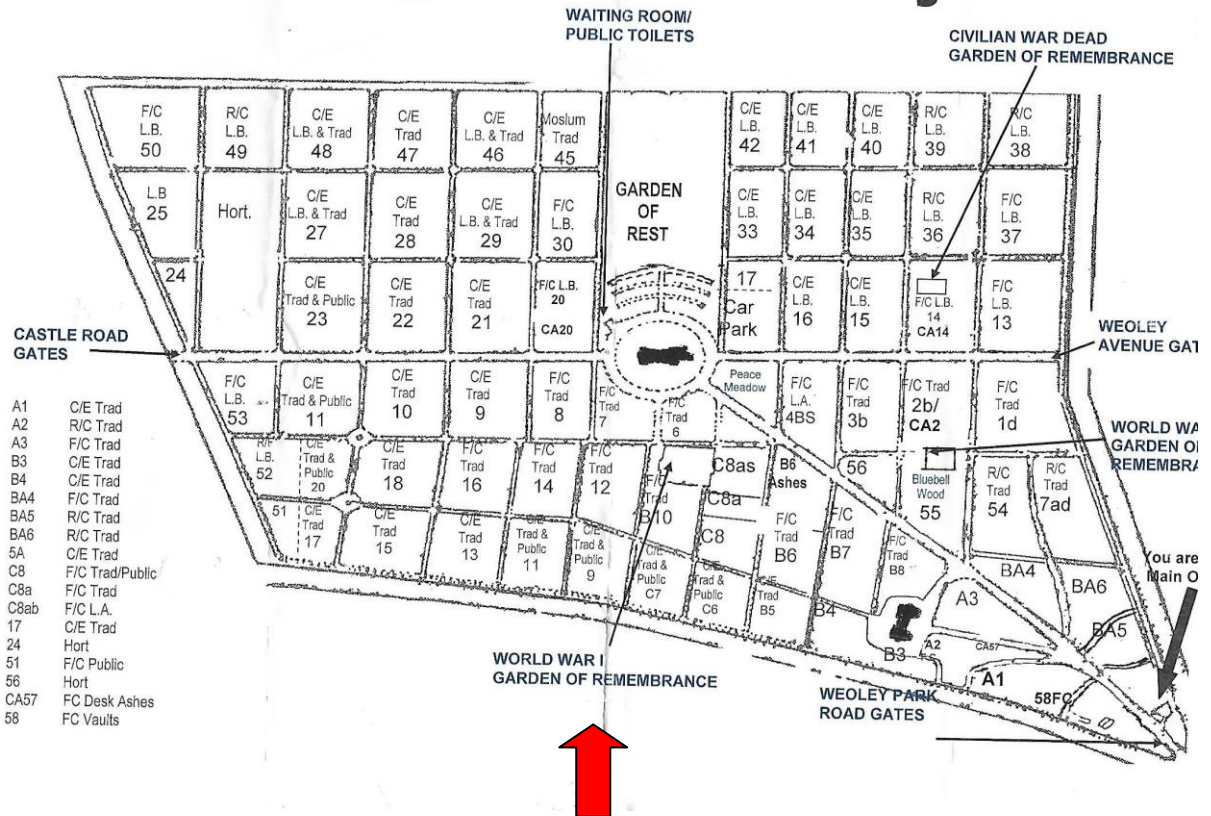 WAITING ROOM/
PUBLIC TOILETS
CIVILIAN WAR DEAD
GARDEN OF REMEMBRANCE
F/C
L.B.
50
R/C
L.B.
49
C/E
L.B. & Trad
48
C/E
Trad
47
C/E
L.B. & Trad
46
Moslum
Trad
45
C/E
L.B.
42
C/E
L.B.
41
C/E
L.B.
40
R/C
L.B.
39
R/C
L.B.
38
L.B
25
Hort.
C/E
L.B. & Trad
27
C/E
Trad
28
C/E
L.B. & Trad
29
F/C
L.B.
30
GARDEN
OF
REST
C/E
L.B.
33
C/E
L.B.
34
C/E
L.B.
35
R/C
L.B.
36
F/C
L.B.
37
24
C/E
Trad & Public
23
C/E
Trad
22
C/E
Trad
21
F/C L.B.
20
CA20
17
Car
Park
C/E
L.B.
16
C/E
L.B.
15
F/C L.B.
14
CA14
F/C
L.B.
13
CASTLE ROAD
GATES
WEOLEY
AVENUE GAT
F/C
L.B.
53
C/E
Trad & Public
11
C/E
Trad
10
C/E
Trad
9
F/C
Trad
8
F/C
Trad
7
F/C
Trad
6
Peace
Meadow
F/C
L.A.
4BS
F/C
Trad
3b
F/C Trad
2b/
CA2
F/C
Trad
1d
WORLD WA
GARDEN O
REMEMBRA
L.B.
52
C/E
Trad &
Public
20
C/E
Trad
18
F/C
Trad
16
F/C
Trad
14
F/C
Trad
12
F/C
Trad
B10
C8as
C8a
C8
B6
Ashes
F/C
Trad
B6
56
F/C
Trad
B7
F/C
Trad
B8
Bluebell
Wood
55
R/C
Trad
54
R/C
Trad
7ad
51
C/E
Trad
17
C/E
Trad
15
C/E
Trad
13
C/E
Trad &
Public
11
C/E
Trad &
Public
9
C/E
Trad &
Public
C7
C/E
Trad &
Public
C6
C/E
Trad
B5
B4
B3
A2
A3
CA57
BA4
BA6
BA5
A1
58FC
You are
Main O
WORLD WAR I
GARDEN OF REMEMBRANCE
WEOLEY PARK
ROAD GATES
A1 C/E Trad
A2 R/C Trad
A3 F/C Trad
B3 C/E Trad
B4 C/E Trad
BA4 F/C Trad
BA5 R/C Trad
BA6 R/C Trad
5A C/E Trad
C8 F/C Trad/Public
C8a F/C Trad
C8ab F/C L.A.
17 C/E Trad
24 Hort
51 F/C Public
56 Hort
CA57 FC Desk Ashes
58 FC Vaults